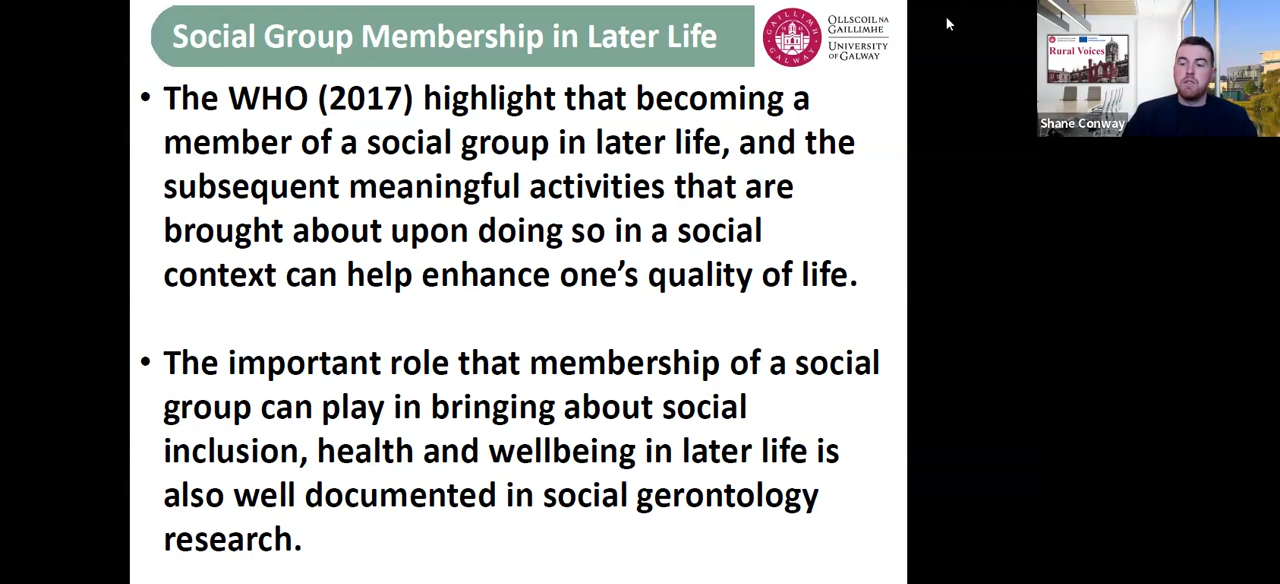 Social Group Membership in Later Life
OLLSCOIL NA
GAILLIMHE
UNIVERSITY
OF GALWAY
• The WHO (2017) highlight that becoming a
member of a social group in later life, and the
subsequent meaningful activities that are
brought about upon doing so in a social
context can help enhance one’s quality of life.
• The important role that membership of a social
group can play in bringing about social
inclusion, health and wellbeing in later life is
also well documented in social gerontology
research.
GAILLIMH
GALWAY
Rural Voices
Shane Conway